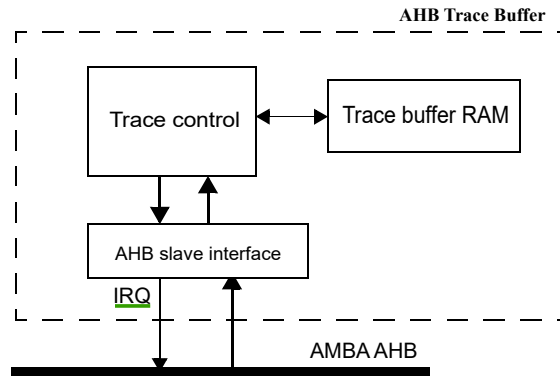 AHB Trace Buffer
Trace control
Trace buffer RAM
AHB slave interface
IRQ
AMBA AHB